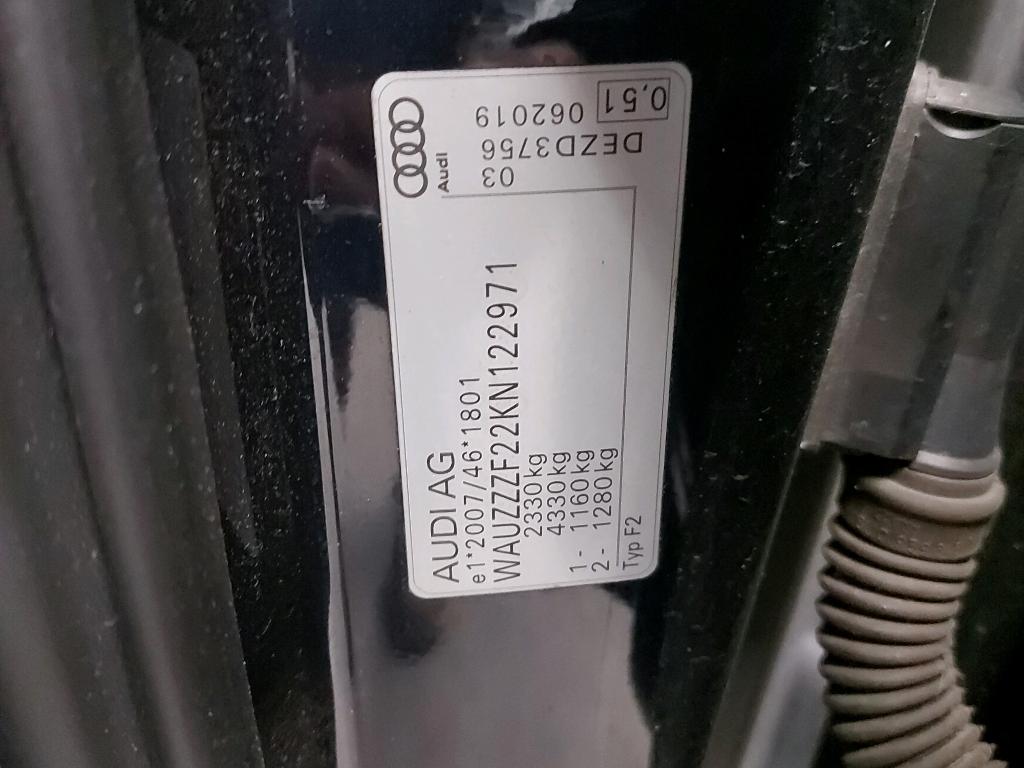 AUDI AG
e1*2007/46*1801
WAUZZZF22KN122971
2330 kg
4330 kg
1 - 1160 kg
2 - 1280 kg
Typ F2
0,51
062019
DEZD3756
03
Audi